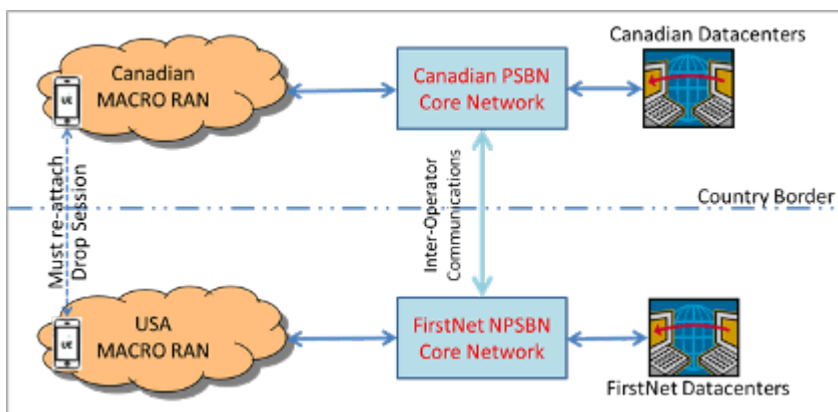 Canadian Datacenters
Canadian
MACRO RAN
Canadian PSBN
Core Network
UE
Must re-attach
Drop Session
Inter-Operator
Communications
Country Border
USA
MACRO RAN
FirstNet NPSBN
Core Network
UE
FirstNet Datacenters